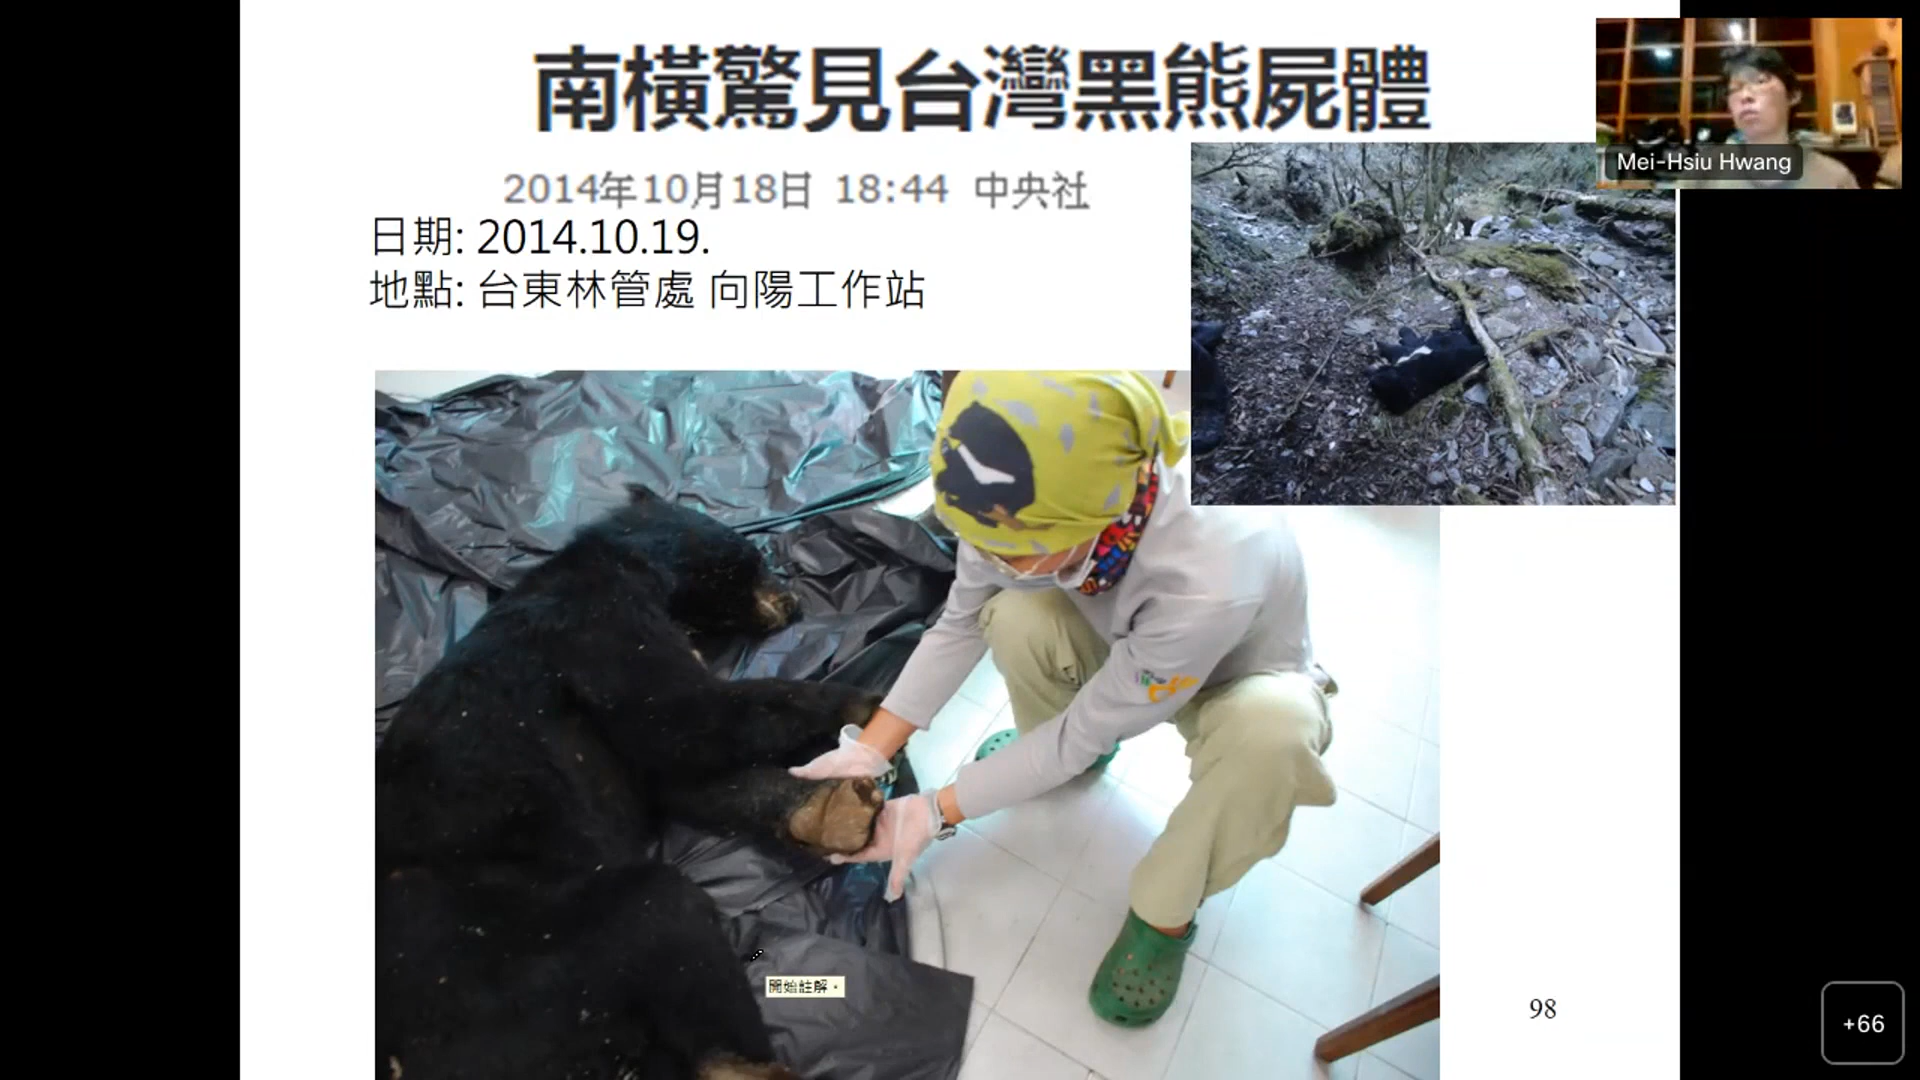 南橫驚見台灣黑熊屍體
2014年10月18日 18:44 中央社
日期: 2014.10.19.
地點: 台東林管處 向陽工作站
Mei-Hsiu Hwang
開始註解。
98
+66